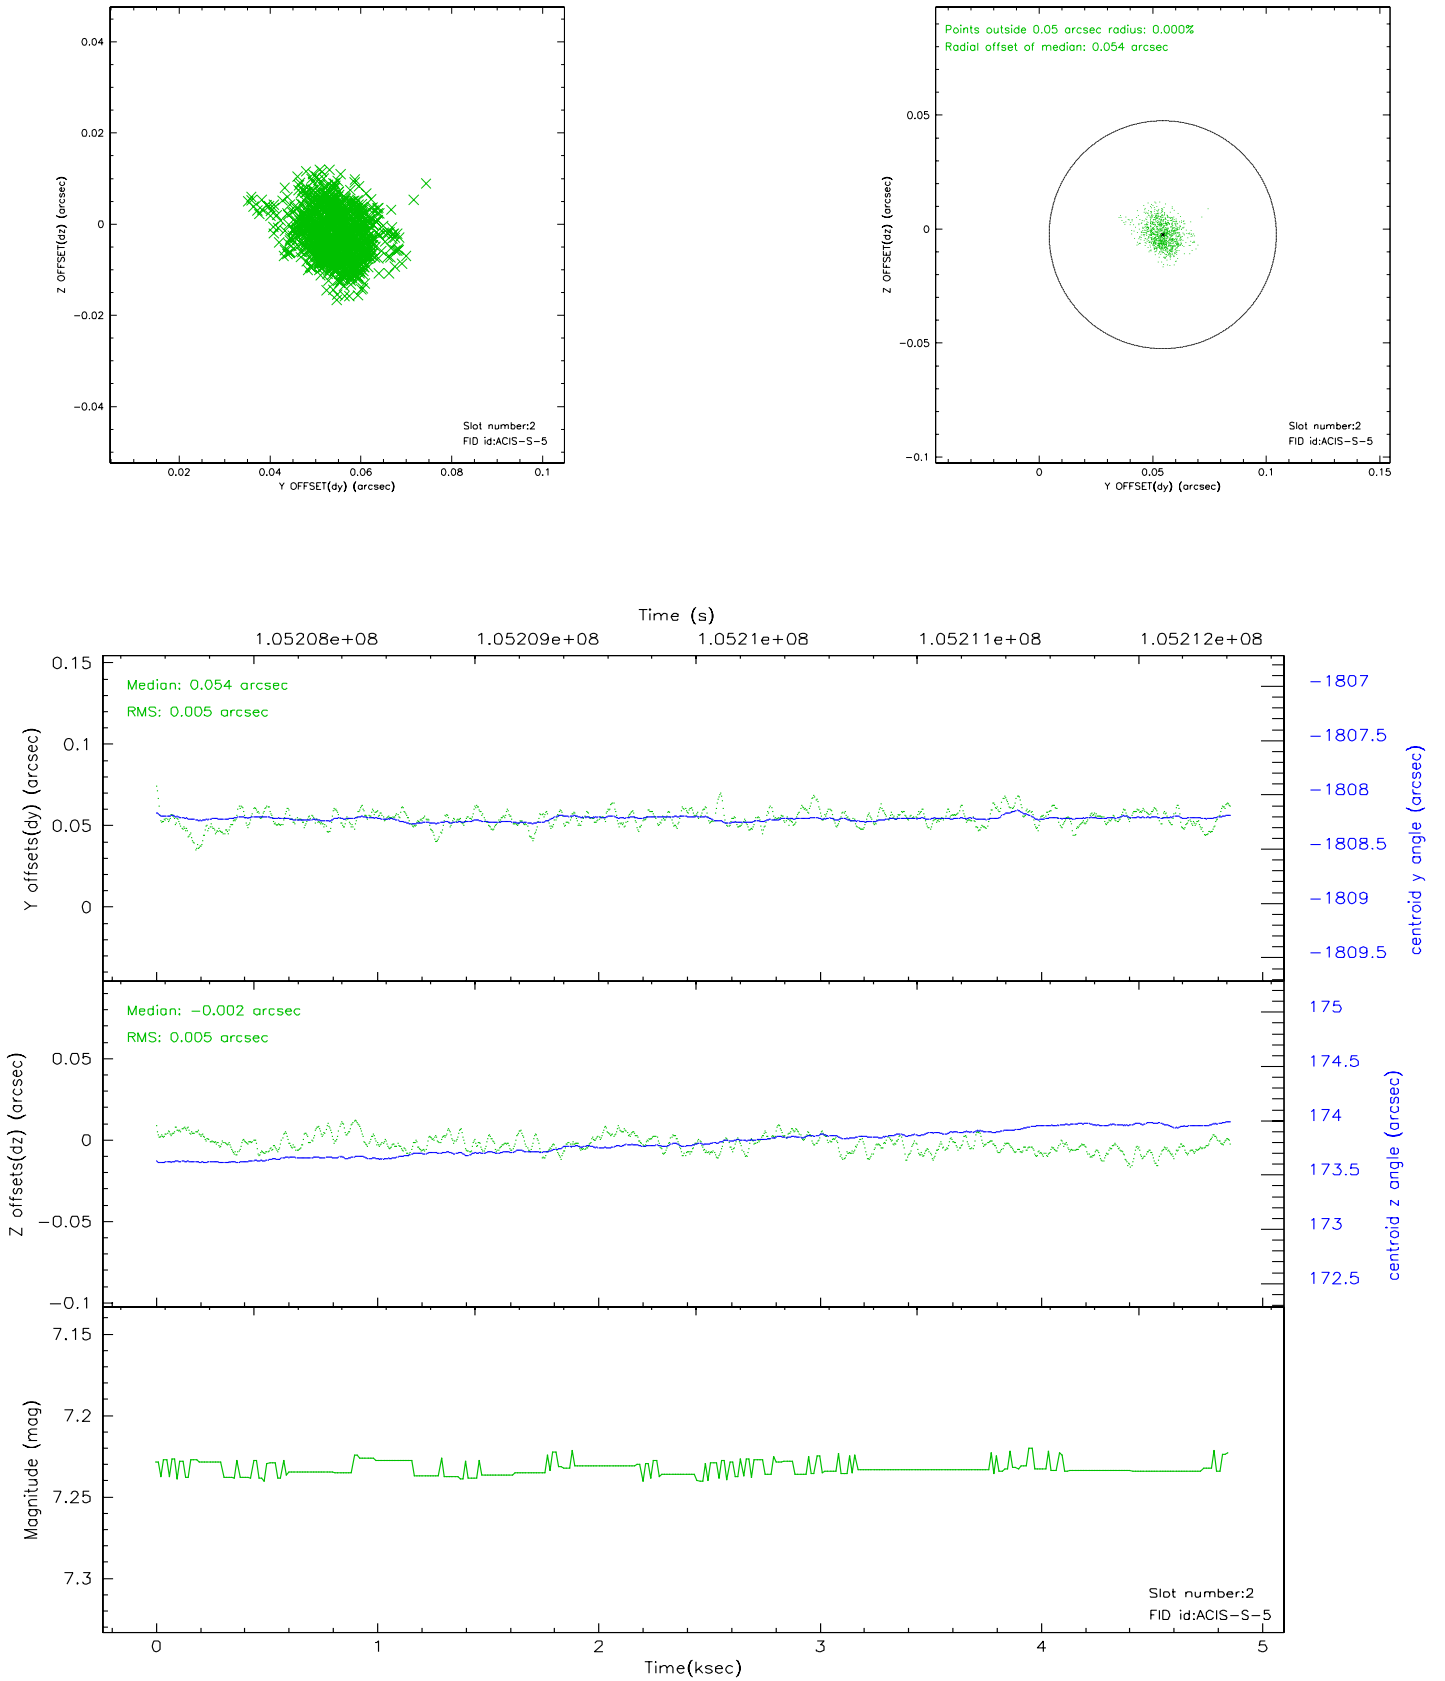 0.04
0.02
0
−0.02
−0.04
Z OFFSET(dz) (arcsec)
Slot number:2
FID id:ACIS−S−5
0.02 0.04 0.06 0.08 0.1
Y OFFSET(dy) (arcsec)
Points outside 0.05 arcsec radius: 0.000%
Radial offset of median: 0.054 arcsec
0.05
0
−0.05
−0.1
Z OFFSET(dz) (arcsec)
Slot number:2
FID id:ACIS−S−5
0 0.05 0.1 0.15
Y OFFSET(dy) (arcsec)
Time (s)
1.05208e+08 1.05209e+08 1.0521e+08 1.05211e+08 1.05212e+08
Median: 0.054 arcsec
RMS: 0.005 arcsec
0.15
0.1
0.05
0
Y offsets(dy) (arcsec)
−1807
−1807.5
−1808
−1808.5
−1809
−1809.5
centroid y angle (arcsec)
Median: −0.002 arcsec
RMS: 0.005 arcsec
0.05
0
−0.05
−0.1
Z offsets(dz) (arcsec)
175
174.5
174
173.5
173
172.5
centroid z angle (arcsec)
7.15
7.2
7.25
7.3
Magnitude (mag)
Slot number:2
FID id:ACIS−S−5
0 1 2 3 4 5
Time(ksec)